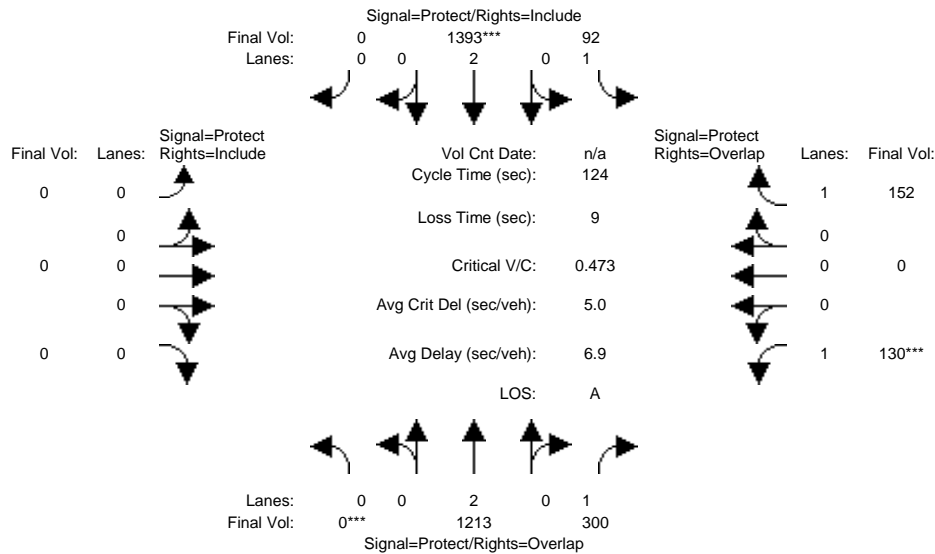 Signal=Protect/Rights=Include
Final Vol: 0 1393*** 92
Lanes: 0 0 2 0 1
Signal=Protect
Final Vol: Lanes: Rights=Include
Vol Cnt Date: n/a
Signal=Protect
Rights=Overlap Lanes: Final Vol:
Cycle Time (sec): 124
0 0
1 152
Loss Time (sec): 9
0
0
0 0
Critical V/C: 0.473
0 0
0
Avg Crit Del (sec/veh): 5.0
0
0 0
Avg Delay (sec/veh): 6.9
1 130***
LOS: A
Lanes: 0 0 2 0 1
Final Vol: 0*** 1213 300
Signal=Protect/Rights=Overlap